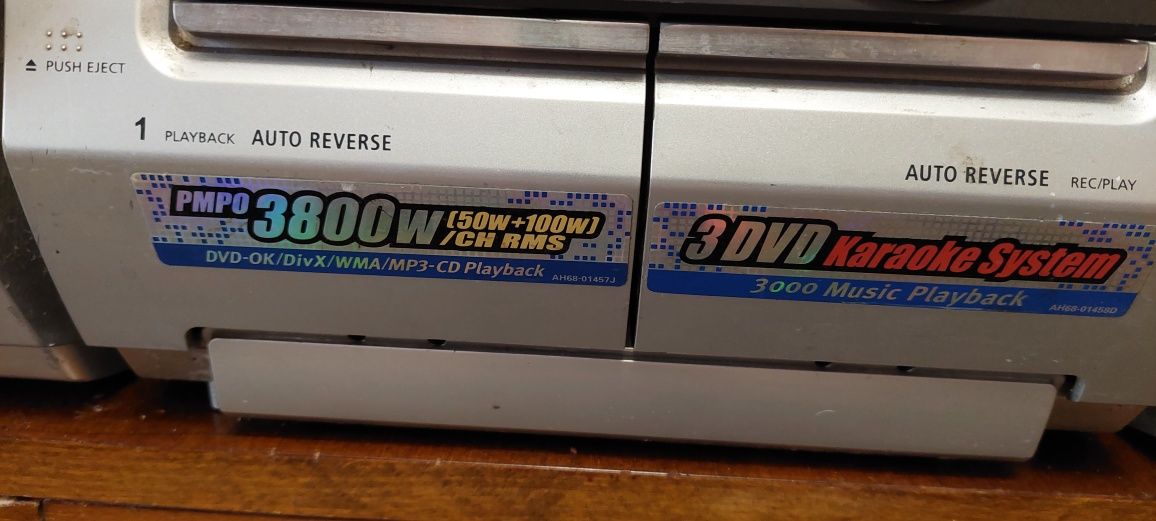 ⏏ PUSH EJECT
1 PLAYBACK AUTO REVERSE
AUTO REVERSE REC/PLAY
PMPO 3800W (50W+100W)
/CH RMS
DVD-OK/DivX/WMA/MP3-CD Playback AH68-01457J
3 DVD Karaoke System
3000 Music Playback AH68-01458D